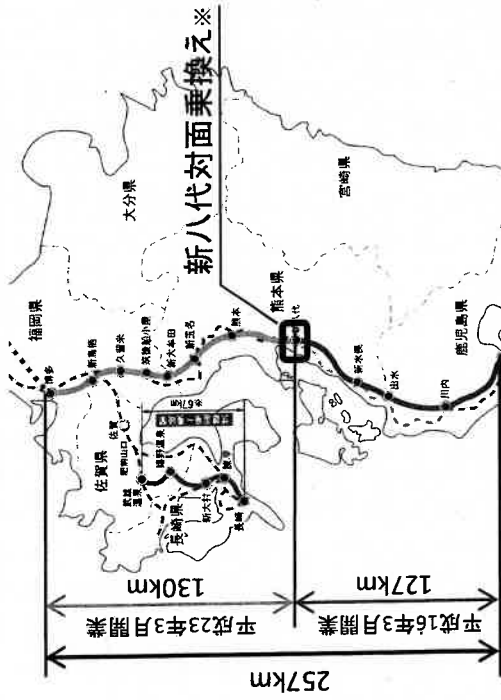 新八代対面乗換え※
福岡県
大分県
佐賀県
長崎県
熊本県
宮崎県
鹿児島県
博多
新鳥栖
久留米
筑後船小屋
新大牟田
新玉名
熊本
八代
新水俣
出水
川内
佐賀
肥前山口
武雄
温泉
嬉野温泉
新大村
諫早
長崎
約67km
130km
平成23年3月開業
127km
平成16年3月開業
257km